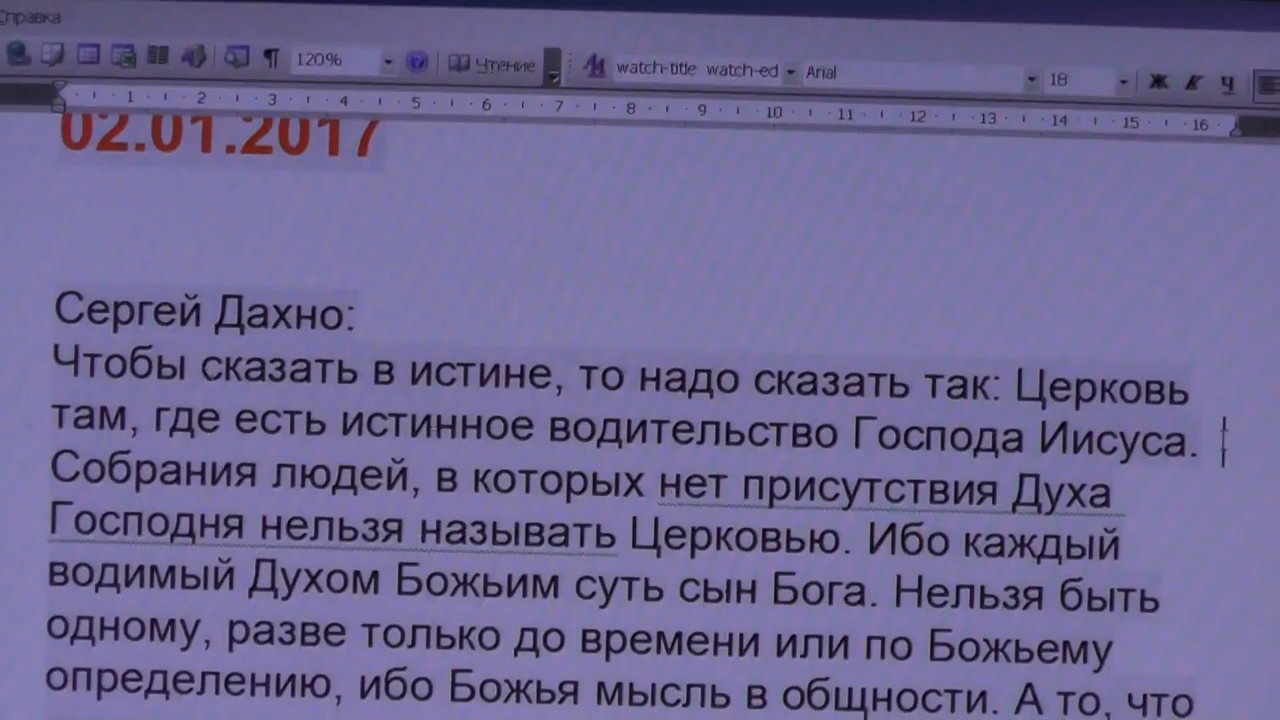 Справка
120% Чтение watch-title watch-ed Arial 18 Ж К Ч
1 2 3 4 5 6 7 8 9 10 11 12 13 14 15 16
02.01.2017
Сергей Дахно:
Чтобы сказать в истине, то надо сказать так: Церковь
там, где есть истинное водительство Господа Иисуса.
Собрания людей, в которых нет присутствия Духа
Господня нельзя называть Церковью. Ибо каждый
водимый Духом Божьим суть сын Бога. Нельзя быть
одному, разве только до времени или по Божьему
определению, ибо Божья мысль в общности. А то, что